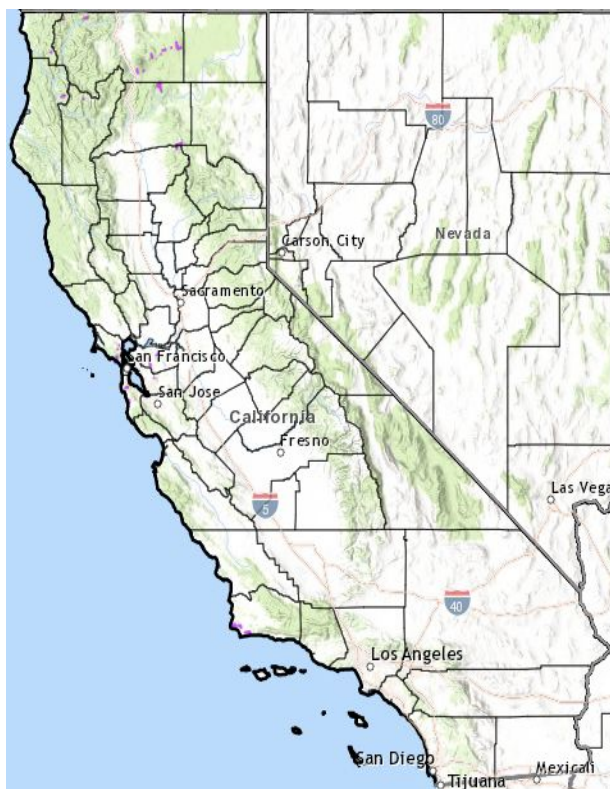 80
Nevada
Carson City
Sacramento
San Francisco
San Jose
California
Fresno
Las Vega
5
40
Los Angeles
San Diego
Mexicali
Tijuana